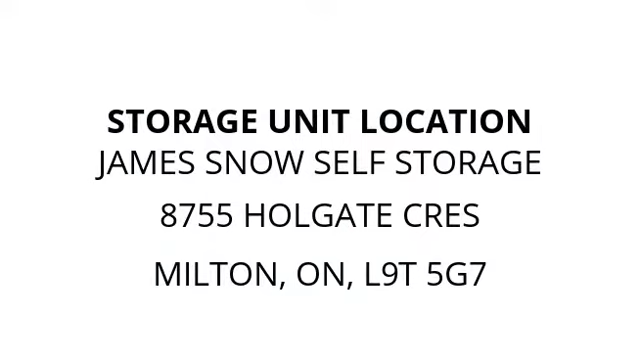 STORAGE UNIT LOCATION
JAMES SNOW SELF STORAGE
8755 HOLGATE CRES
MILTON, ON, L9T 5G7